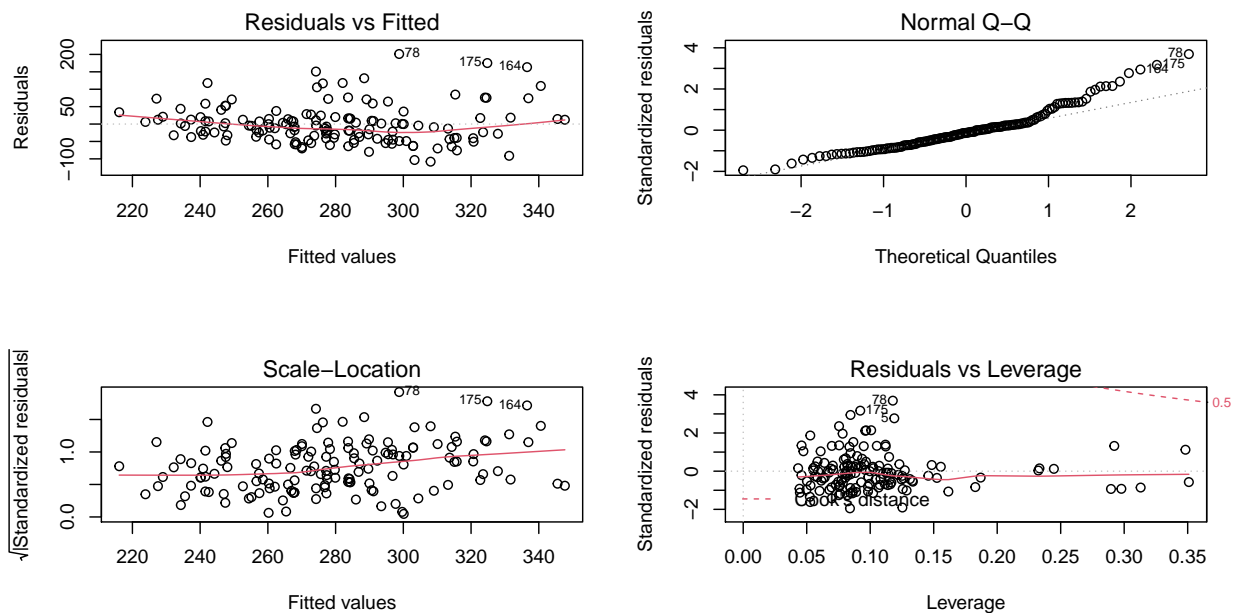 Residuals vs Fitted
Residuals
200
50
-100
78
175
164
220 240 260 280 300 320 340
Fitted values
Normal Q-Q
Standardized residuals
4
2
0
-2
78
175
164
-2 -1 0 1 2
Theoretical Quantiles
Scale-Location
√|Standardized residuals|
1.0
0.0
78
175
164
220 240 260 280 300 320 340
Fitted values
Residuals vs Leverage
Standardized residuals
4
2
0
-2
78
175
5
0.5
Cook's distance
0.00 0.05 0.10 0.15 0.20 0.25 0.30 0.35
Leverage